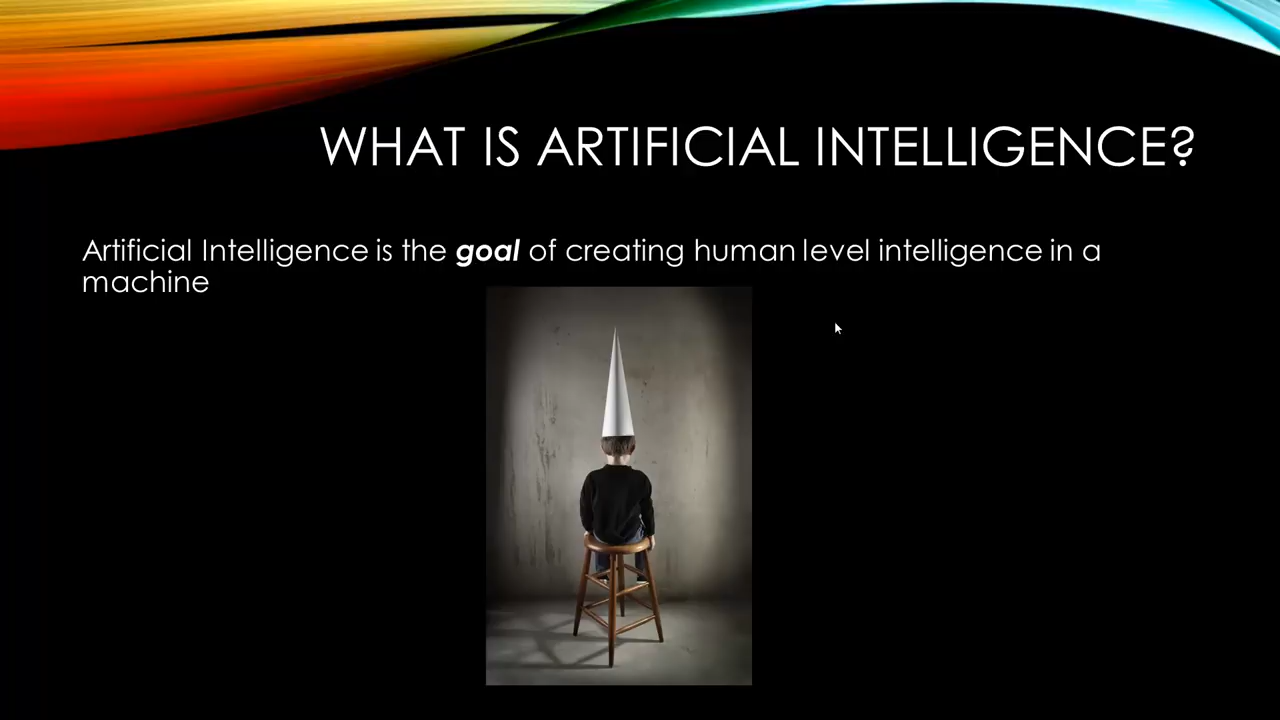 WHAT IS ARTIFICIAL INTELLIGENCE?
Artificial Intelligence is the goal of creating human level intelligence in a
machine